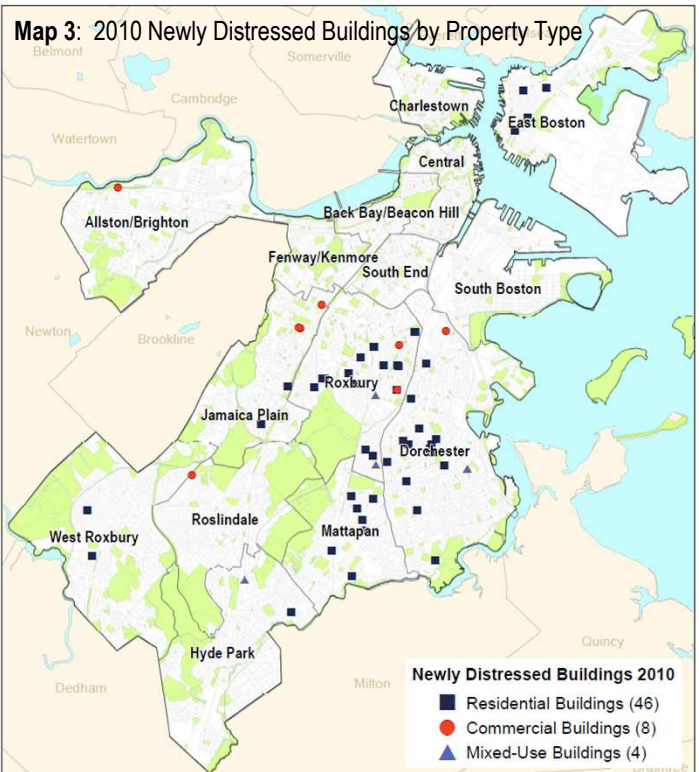 Map 3: 2010 Newly Distressed Buildings by Property Type
Belmont
Somerville
Charlestown
Cambridge
East Boston
Watertown
Central
Allston/Brighton
Back Bay/Beacon Hill
Fenway/Kenmore
South End
South Boston
Newton
Brookline
Roxbury
Jamaica Plain
Dorchester
Roslindale
West Roxbury
Mattapan
Hyde Park
Quincy
Dedham
Milton
Newly Distressed Buildings 2010
Residential Buildings (46)
Commercial Buildings (8)
Mixed-Use Buildings (4)